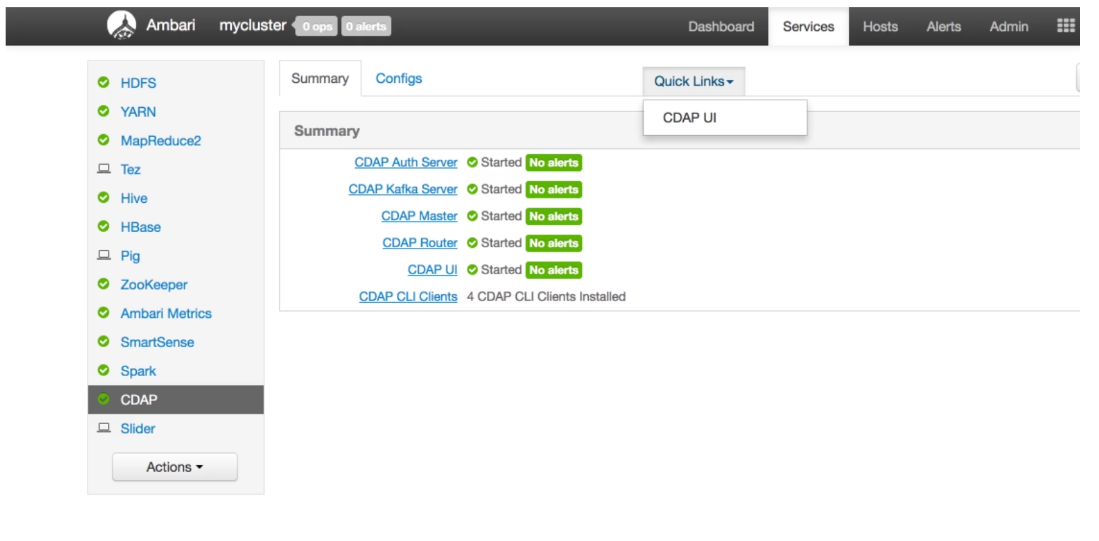 Ambari mycluster 0 ops 0 alerts Dashboard Services Hosts Alerts Admin
HDFS
YARN
MapReduce2
Tez
Hive
HBase
Pig
ZooKeeper
Ambari Metrics
SmartSense
Spark
CDAP
Slider
Actions
Summary Configs Quick Links
CDAP UI
Summary
CDAP Auth Server Started No alerts
CDAP Kafka Server Started No alerts
CDAP Master Started No alerts
CDAP Router Started No alerts
CDAP UI Started No alerts
CDAP CLI Clients 4 CDAP CLI Clients Installed